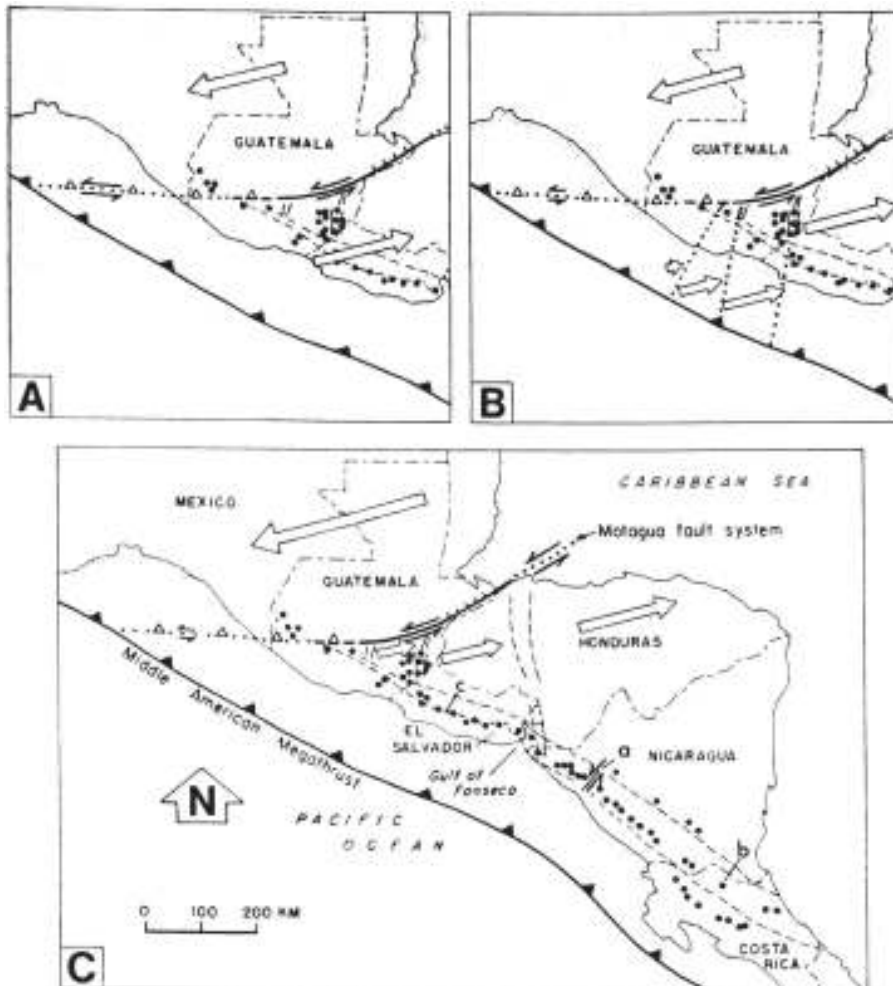 GUATEMALA
A
GUATEMALA
B
CARIBBEAN SEA
MEXICO
Motagua fault system
GUATEMALA
HONDURAS
c
EL
SALVADOR
a
NICARAGUA
Gulf of
Fonseca
Middle American Megathrust
N
PACIFIC
OCEAN
b
0 100 200 KM
COSTA
RICA
C